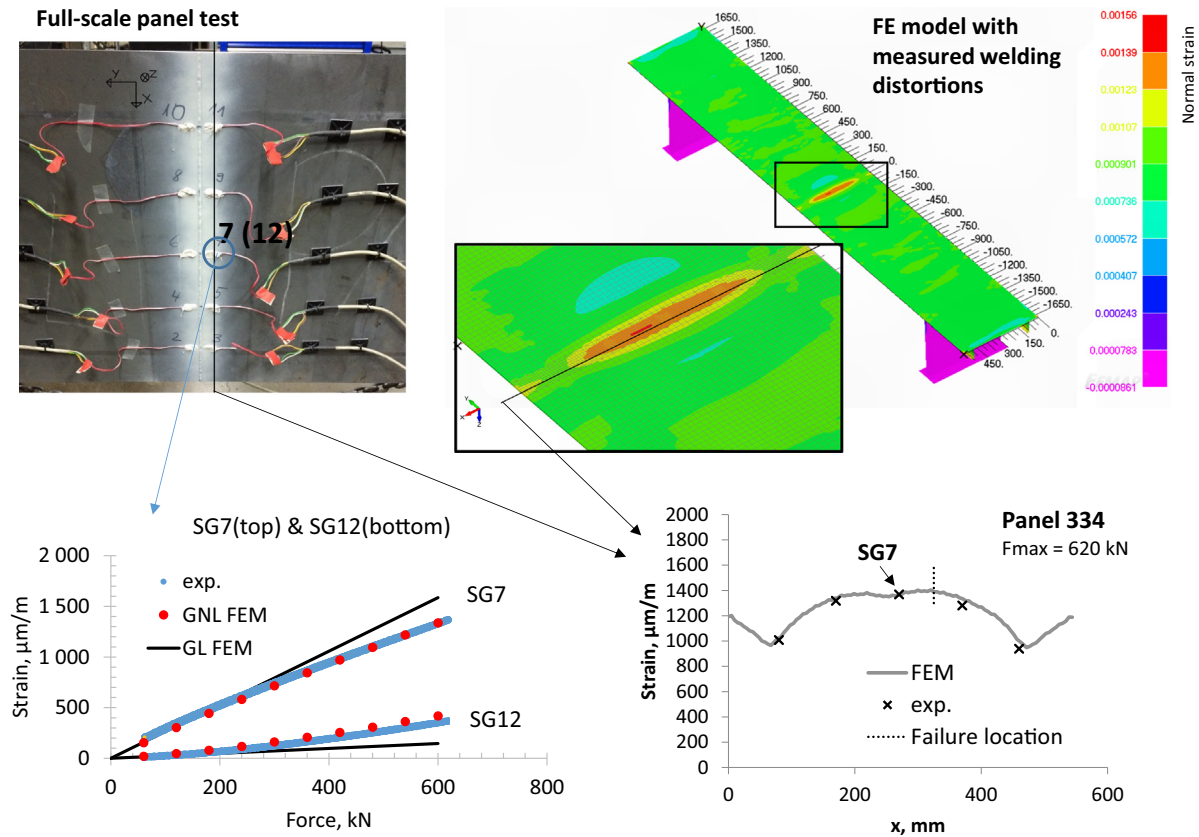 Full-scale panel test
Y
Z
X
10 11
8 9
7 (12)
6
4 5
2 3
FE model with
measured welding
distortions
Y
1650.
1500.
1350.
1200.
1050.
900.
750.
600.
450.
300.
150.
0.
-150.
-300.
-450.
-600.
-750.
-900.
-1050.
-1200.
-1350.
-1500.
-1650.
0.
150.
300.
450.
X
0.00156
0.00139
0.00123
0.00107
0.000901
0.000736
0.000572
0.000407
0.000243
0.0000783
-0.0000861
Normal strain
X
Y
X
Z
SG7(top) & SG12(bottom)
2 000
1 500
1 000
500
0
Strain, µm/m
exp.
GNL FEM
GL FEM
SG7
SG12
0 200 400 600 800
Force, kN
Panel 334
Fmax = 620 kN
SG7
2000
1800
1600
1400
1200
1000
800
600
400
200
0
Strain, µm/m
FEM
exp.
Failure location
0 200 400 600
x, mm